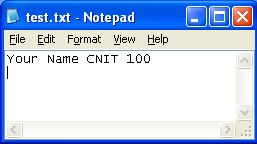 test.txt - Notepad
File Edit Format View Help
Your Name CNIT 100